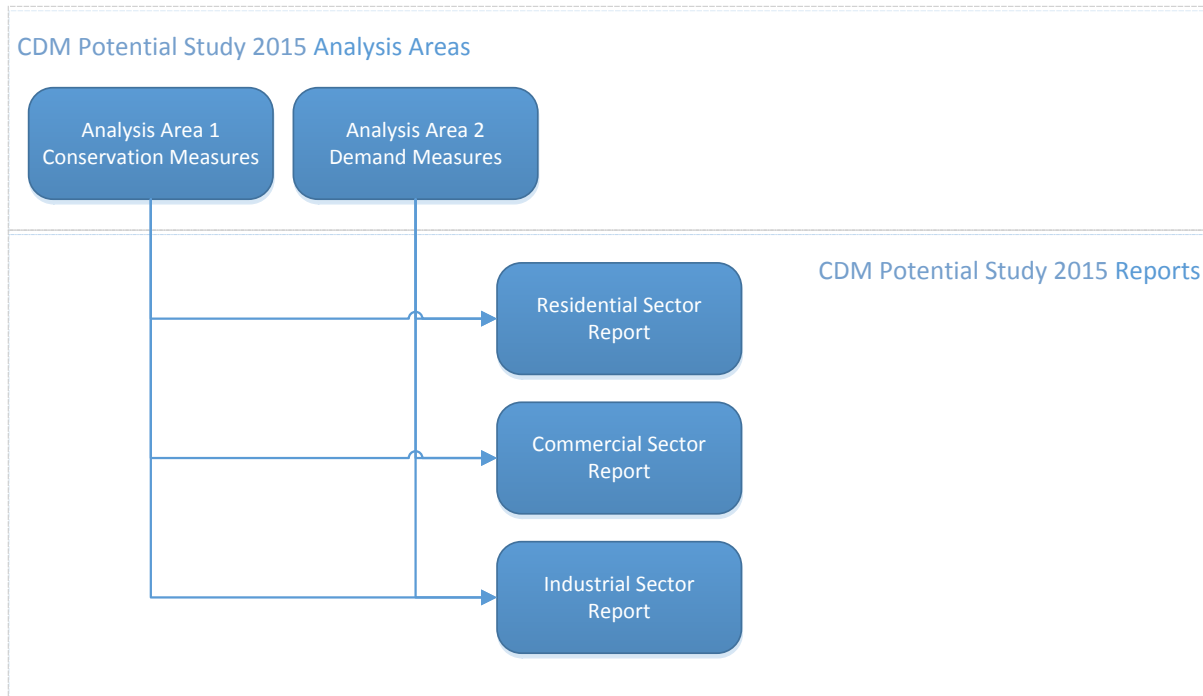 CDM Potential Study 2015 Analysis Areas
Analysis Area 1
Conservation Measures
Analysis Area 2
Demand Measures
CDM Potential Study 2015 Reports
Residential Sector
Report
Commercial Sector
Report
Industrial Sector
Report